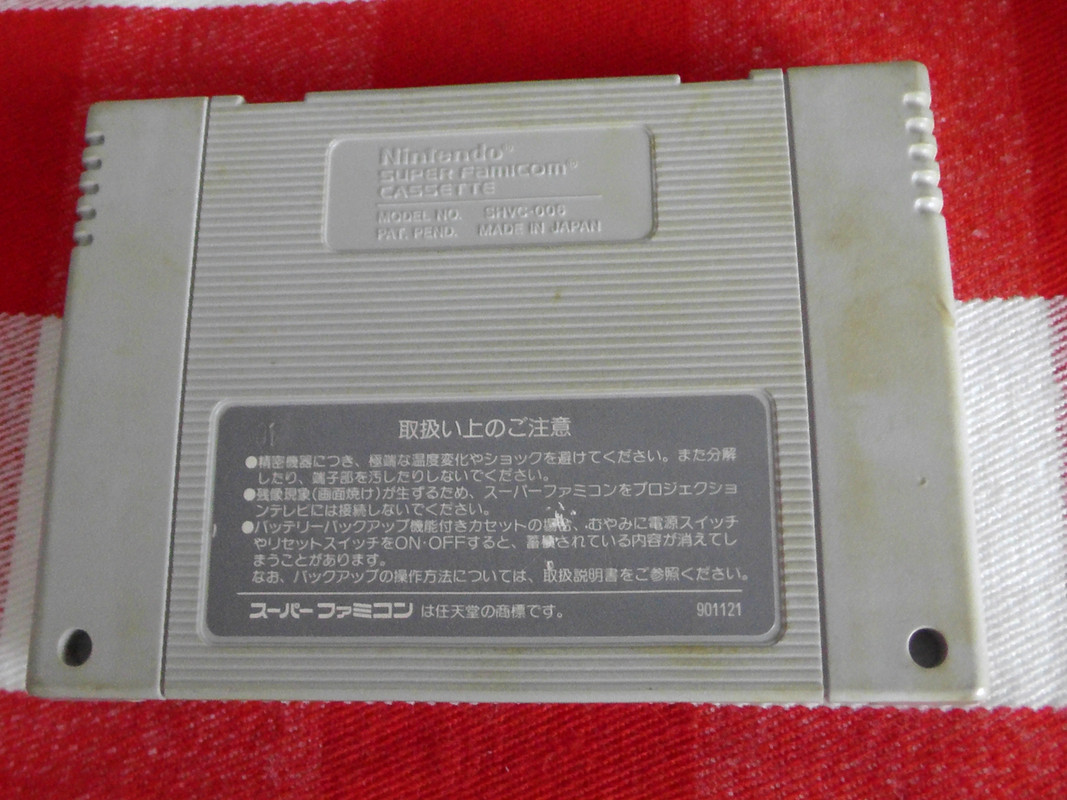 Nintendo®
SUPER Famicom®
CASSETTE
MODEL NO. SHVC-006
PAT. PEND. MADE IN JAPAN
01
取扱い上のご注意
●精密機器につき、極端な温度変化やショックを避けてください。また分解
したり、端子部を汚したりしないでください。
●残像現象(画面焼け)が生ずるため、スーパーファミコンをプロジェクショ
ンテレビには接続しないでください。
●バッテリーバックアップ機能付きカセットの場合、むやみに電源スイッチ
やリセットスイッチをON・OFFすると、蓄積されている内容が消えてし
まうことがあります。
なお、バックアップの操作方法については、取扱説明書をご参照ください。
スーパーファミコン は任天堂の商標です。 901121